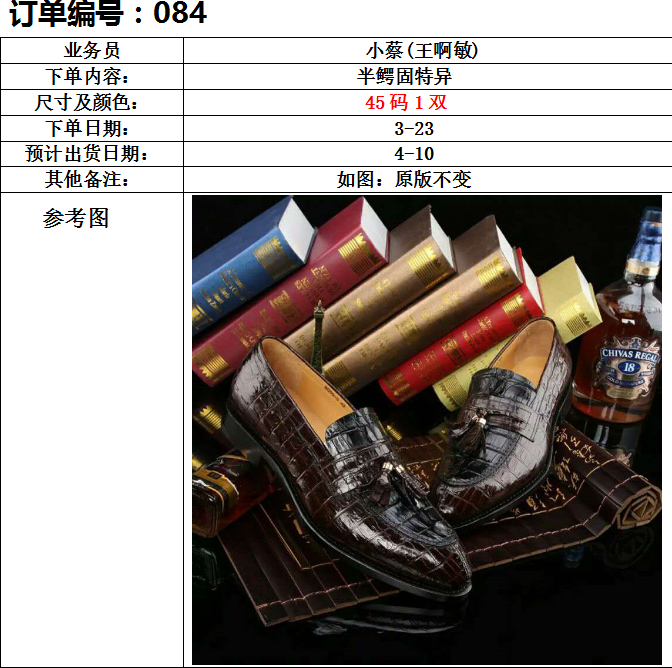 订单编号：084
业务员 小蔡(王啊敏)
下单内容： 半鳄固特异
尺寸及颜色： 45码1双
下单日期： 3-23
预计出货日期： 4-10
其他备注： 如图：原版不变
参考图
CHIVAS REGAL
18